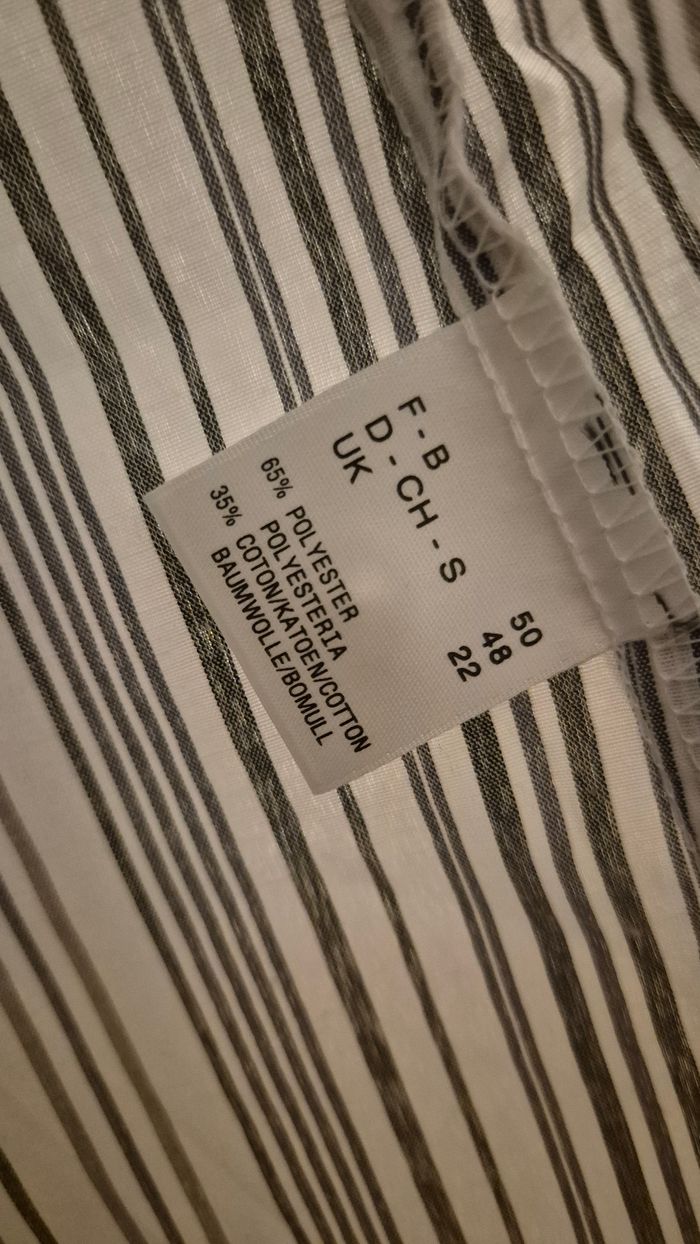 F - B 50
D - CH - S 48
UK 22
65% POLYESTER
POLYESTERIA
35% COTON/KATOEN/COTTON
BAUMWOLLE/BOMULL